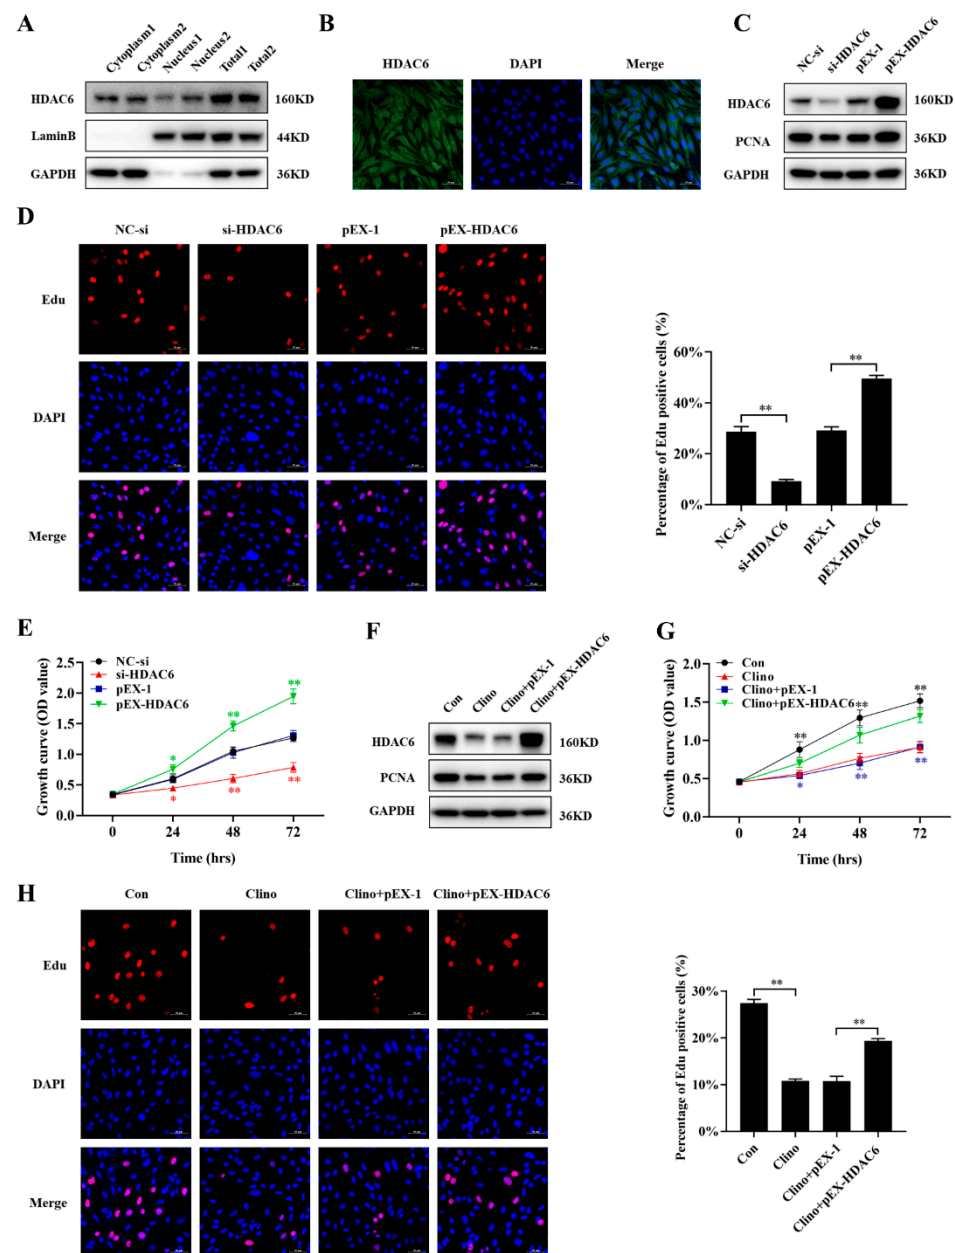 A
Cytoplasm1
Cytoplasm2
Nucleus1
Nucleus2
Total1
Total2
HDAC6
160KD
LaminB
44KD
GAPDH
36KD
B
HDAC6
DAPI
Merge
C
NC-si
si-HDAC6
pEX-1
pEX-HDAC6
HDAC6
160KD
PCNA
36KD
GAPDH
36KD
D
NC-si
si-HDAC6
pEX-1
pEX-HDAC6
Edu
DAPI
Merge
Percentage of Edu positive cells (%)
60%
40%
20%
0%
**
**
NC-si
si-HDAC6
pEX-1
pEX-HDAC6
E
Growth curve (OD value)
2.5
2.0
1.5
1.0
0.5
0.0
NC-si
si-HDAC6
pEX-1
pEX-HDAC6
*
**
**
*
**
**
0
24
48
72
Time (hrs)
F
Con
Clino
Clino+pEX-1
Clino+pEX-HDAC6
HDAC6
160KD
PCNA
36KD
GAPDH
36KD
G
Growth curve (OD value)
2.0
1.5
1.0
0.5
0.0
Con
Clino
Clino+pEX-1
Clino+pEX-HDAC6
**
**
**
*
**
**
0
24
48
72
Time (hrs)
H
Con
Clino
Clino+pEX-1
Clino+pEX-HDAC6
Edu
DAPI
Merge
Percentage of Edu positive cells (%)
30%
20%
10%
0%
**
**
Con
Clino
Clino+pEX-1
Clino+pEX-HDAC6